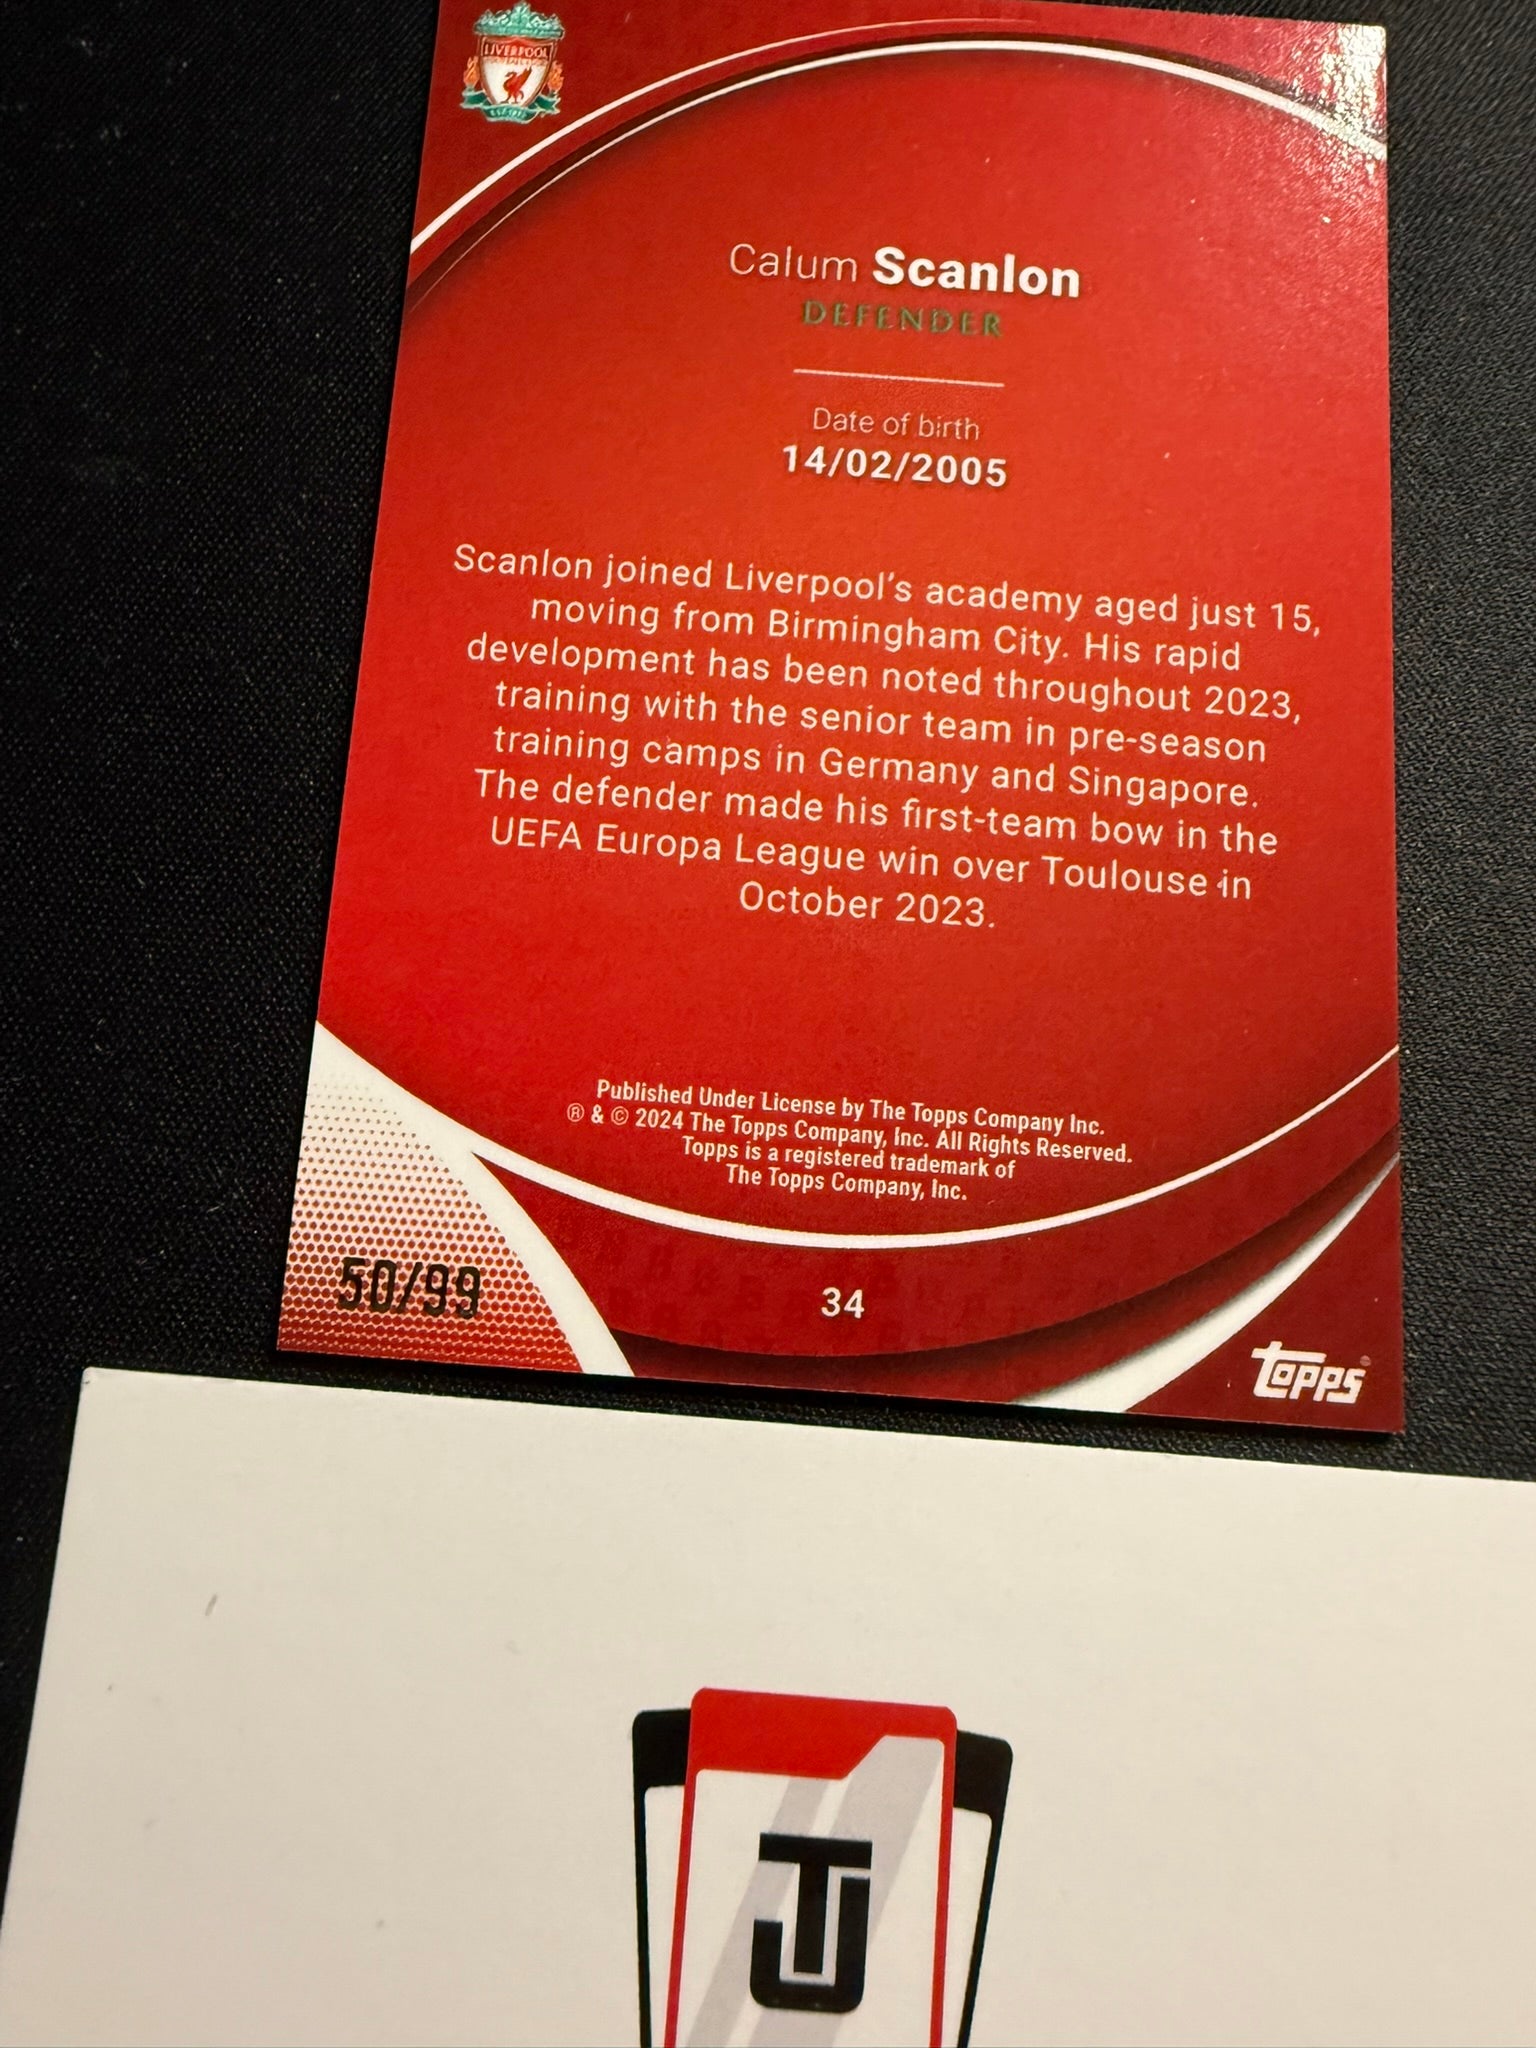 LIVERPOOL
Calum Scanlon
DEFENDER
Date of birth
14/02/2005
Scanlon joined Liverpool's academy aged just 15,
moving from Birmingham City. His rapid
development has been noted throughout 2023,
training with the senior team in pre-season
training camps in Germany and Singapore.
The defender made his first-team bow in the
UEFA Europa League win over Toulouse in
October 2023.
Published Under License by The Topps Company Inc.
® & © 2024 The Topps Company, Inc. All Rights Reserved.
Topps is a registered trademark of
The Topps Company, Inc.
50/99
34
topps
TJ